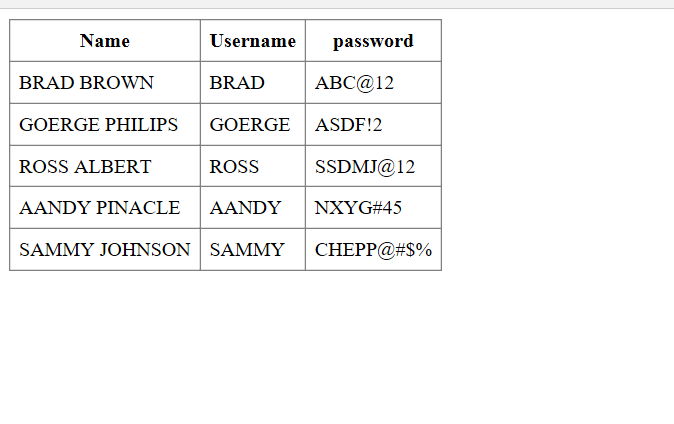 Name Username password
BRAD BROWN BRAD ABC@12
GOERGE PHILIPS GOERGE ASDF!2
ROSS ALBERT ROSS SSDMJ@12
AANDY PINACLE AANDY NXYG#45
SAMMY JOHNSON SAMMY CHEPP@#$%